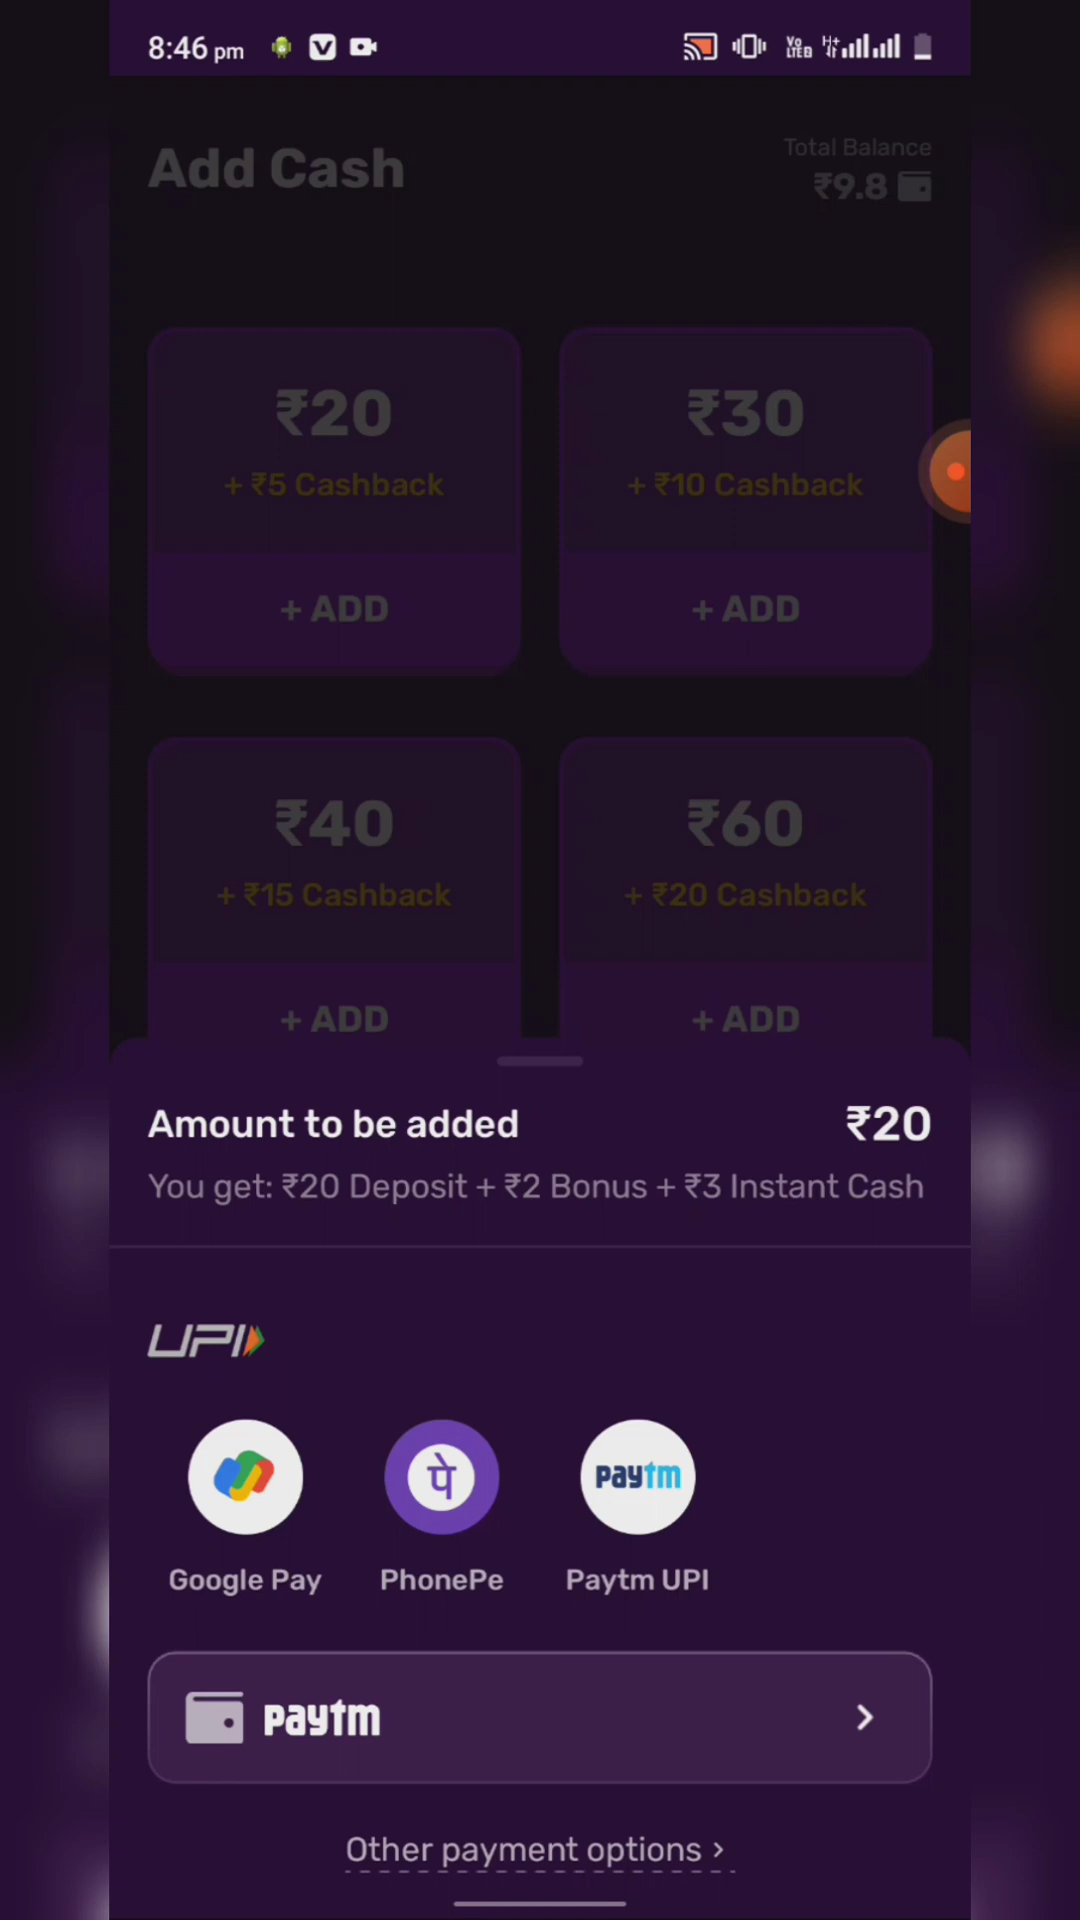 8:46 pm
Add Cash
Total Balance
₹9.8
₹20
+ ₹5 Cashback
+ ADD
₹30
+ ₹10 Cashback
+ ADD
₹40
+ ₹15 Cashback
+ ADD
₹60
+ ₹20 Cashback
+ ADD
Amount to be added ₹20
You get: ₹20 Deposit + ₹2 Bonus + ₹3 Instant Cash
UPI
पे
paytm
Google Pay PhonePe Paytm UPI
paytm
Other payment options >